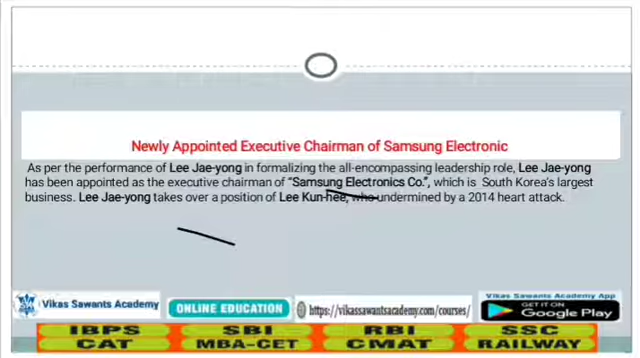 Newly Appointed Executive Chairman of Samsung Electronic
As per the performance of Lee Jae-yong in formalizing the all-encompassing leadership role, Lee Jae-yong
has been appointed as the executive chairman of "Samsung Electronics Co.", which is South Korea's largest
business. Lee Jae-yong takes over a position of Lee Kun-hee, who undermined by a 2014 heart attack.
Vikas Sawants Academy
ONLINE EDUCATION
https://vikassawantsacademy.com/courses/
Vikas Sawants Academy App
GET IT ON
Google Play
IBPS SBI RBI SSC
CAT MBA-CET CMAT RAILWAY